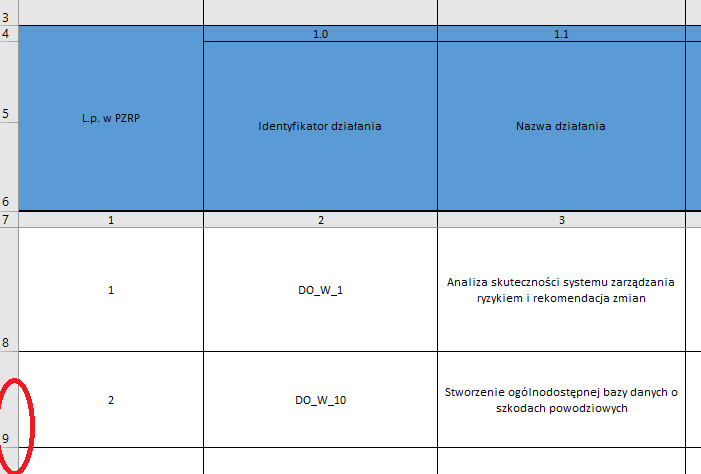 3
4
1.0
1.1
5
L.p. w PZRP
Identyfikator działania
Nazwa działania
6
7
1
2
3
1
DO_W_1
Analiza skuteczności systemu zarządzania
ryzykiem i rekomendacja zmian
8
2
DO_W_10
Stworzenie ogólnodostępnej bazy danych o
szkodach powodziowych
9